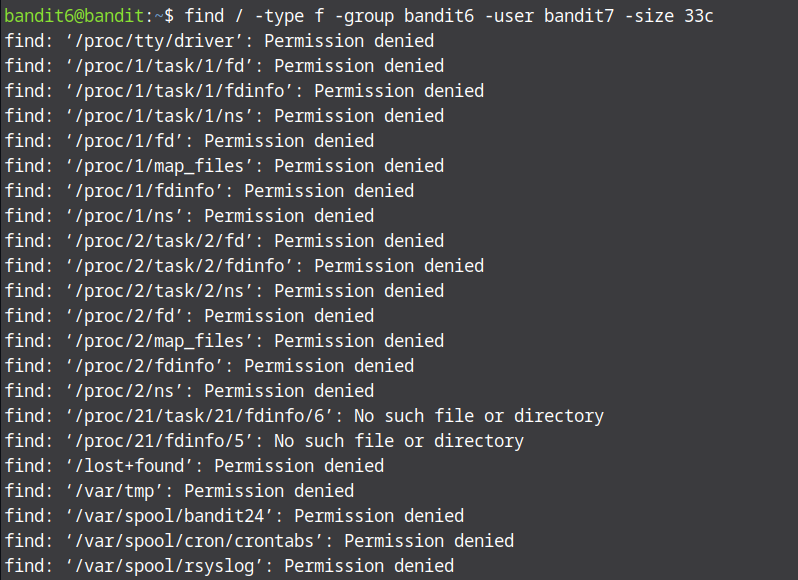 bandit6@bandit:~$ find / -type f -group bandit6 -user bandit7 -size 33c
find: ‘/proc/tty/driver’: Permission denied
find: ‘/proc/1/task/1/fd’: Permission denied
find: ‘/proc/1/task/1/fdinfo’: Permission denied
find: ‘/proc/1/task/1/ns’: Permission denied
find: ‘/proc/1/fd’: Permission denied
find: ‘/proc/1/map_files’: Permission denied
find: ‘/proc/1/fdinfo’: Permission denied
find: ‘/proc/1/ns’: Permission denied
find: ‘/proc/2/task/2/fd’: Permission denied
find: ‘/proc/2/task/2/fdinfo’: Permission denied
find: ‘/proc/2/task/2/ns’: Permission denied
find: ‘/proc/2/fd’: Permission denied
find: ‘/proc/2/map_files’: Permission denied
find: ‘/proc/2/fdinfo’: Permission denied
find: ‘/proc/2/ns’: Permission denied
find: ‘/proc/21/task/21/fdinfo/6’: No such file or directory
find: ‘/proc/21/fdinfo/5’: No such file or directory
find: ‘/lost+found’: Permission denied
find: ‘/var/tmp’: Permission denied
find: ‘/var/spool/bandit24’: Permission denied
find: ‘/var/spool/cron/crontabs’: Permission denied
find: ‘/var/spool/rsyslog’: Permission denied